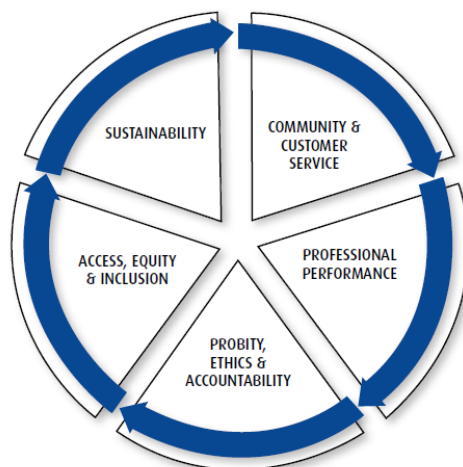 SUSTAINABILITY
COMMUNITY &
CUSTOMER
SERVICE
PROFESSIONAL
PERFORMANCE
PROBITY,
ETHICS &
ACCOUNTABILITY
ACCESS, EQUITY
& INCLUSION